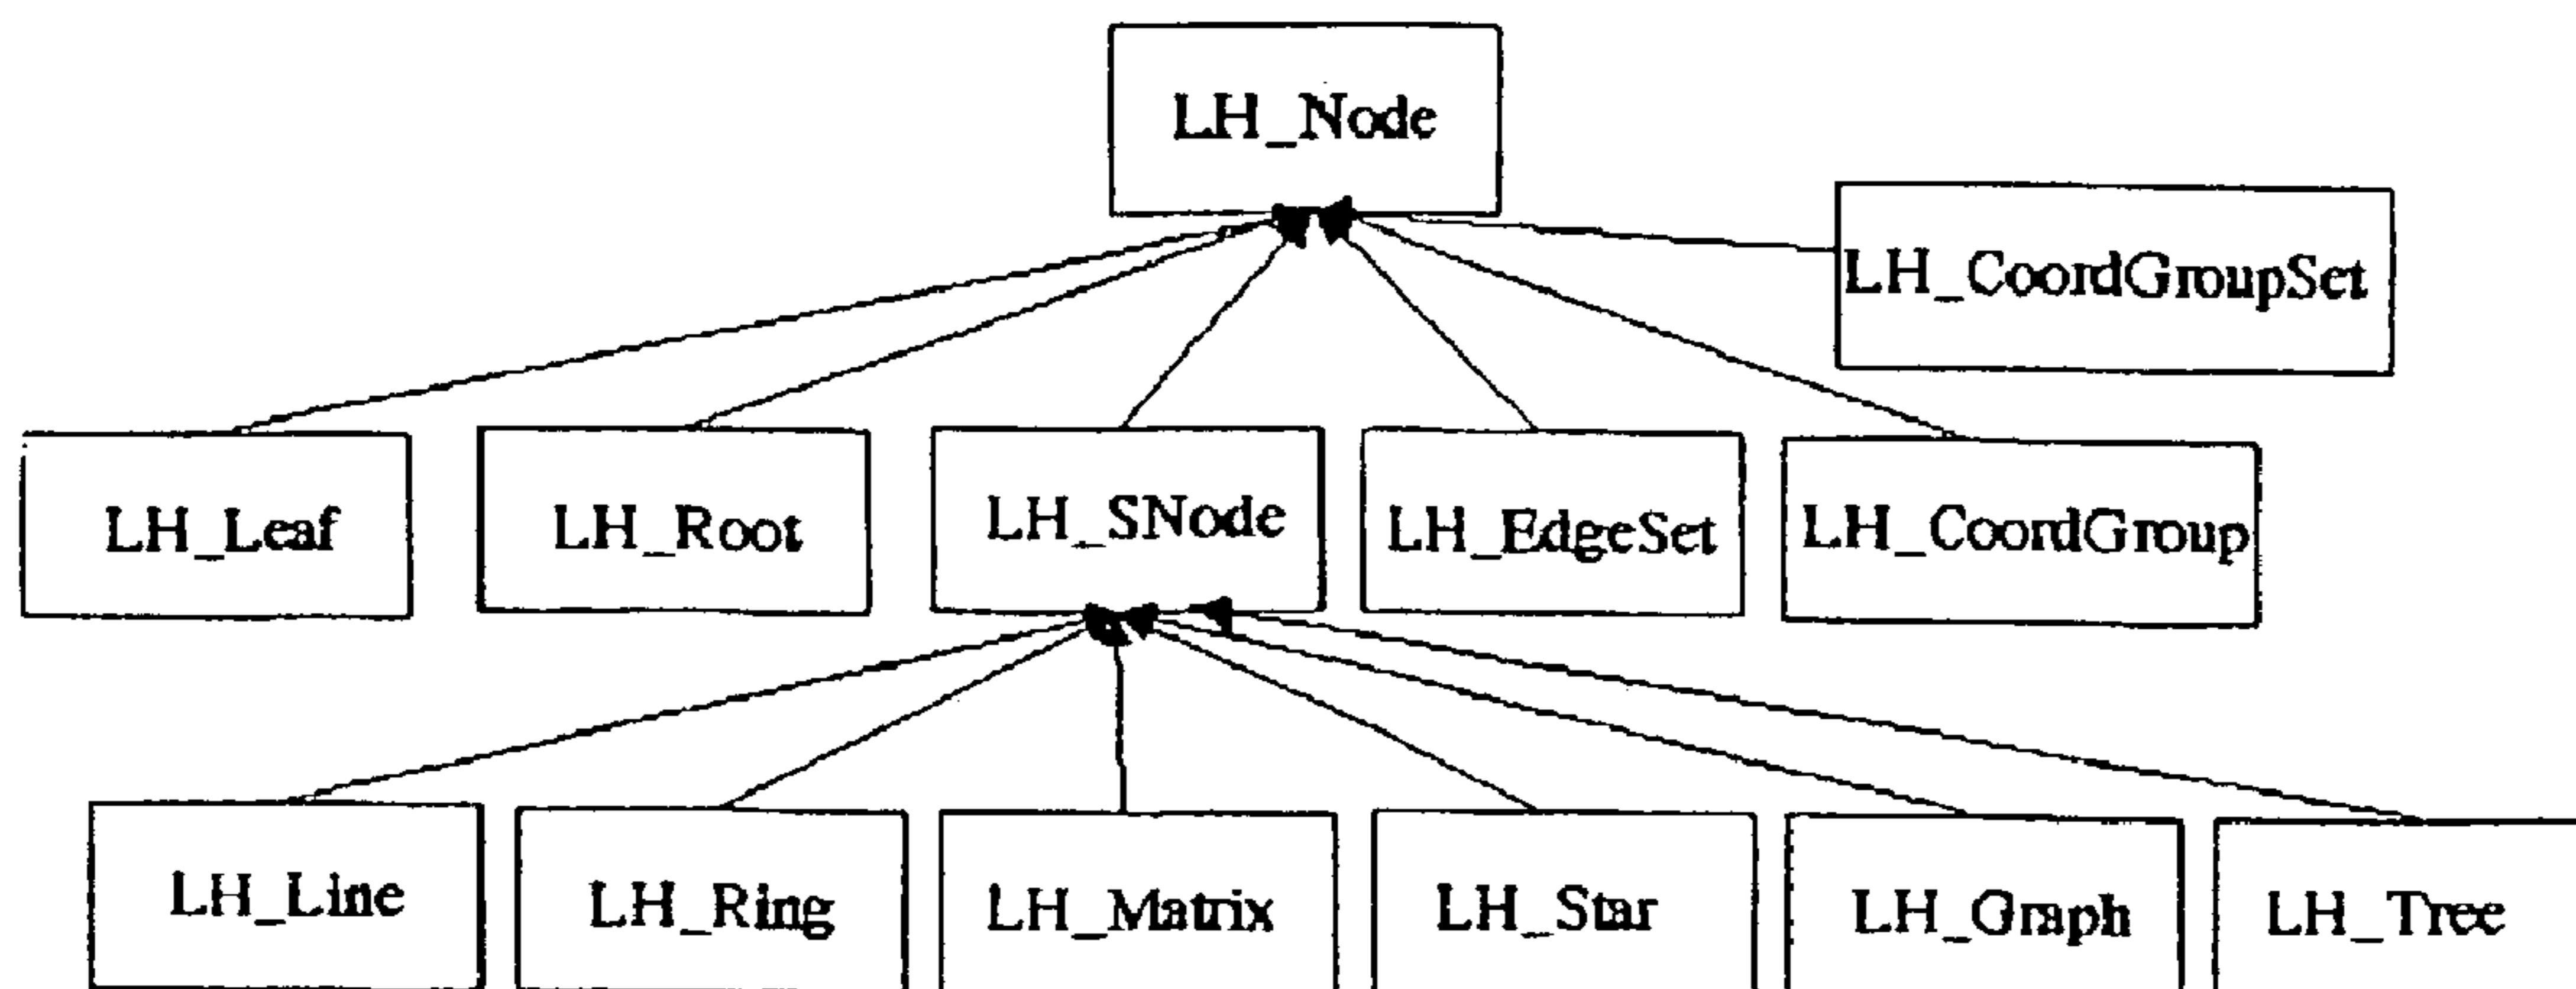 LH_Node
LH_CoordGroupSet
LH_Leaf
LH_Root
LH_SNode
LH_EdgeSet
LH_CoordGroup
LH_Line
LH_Ring
LH_Matrix
LH_Star
LH_Graph
LH_Tree